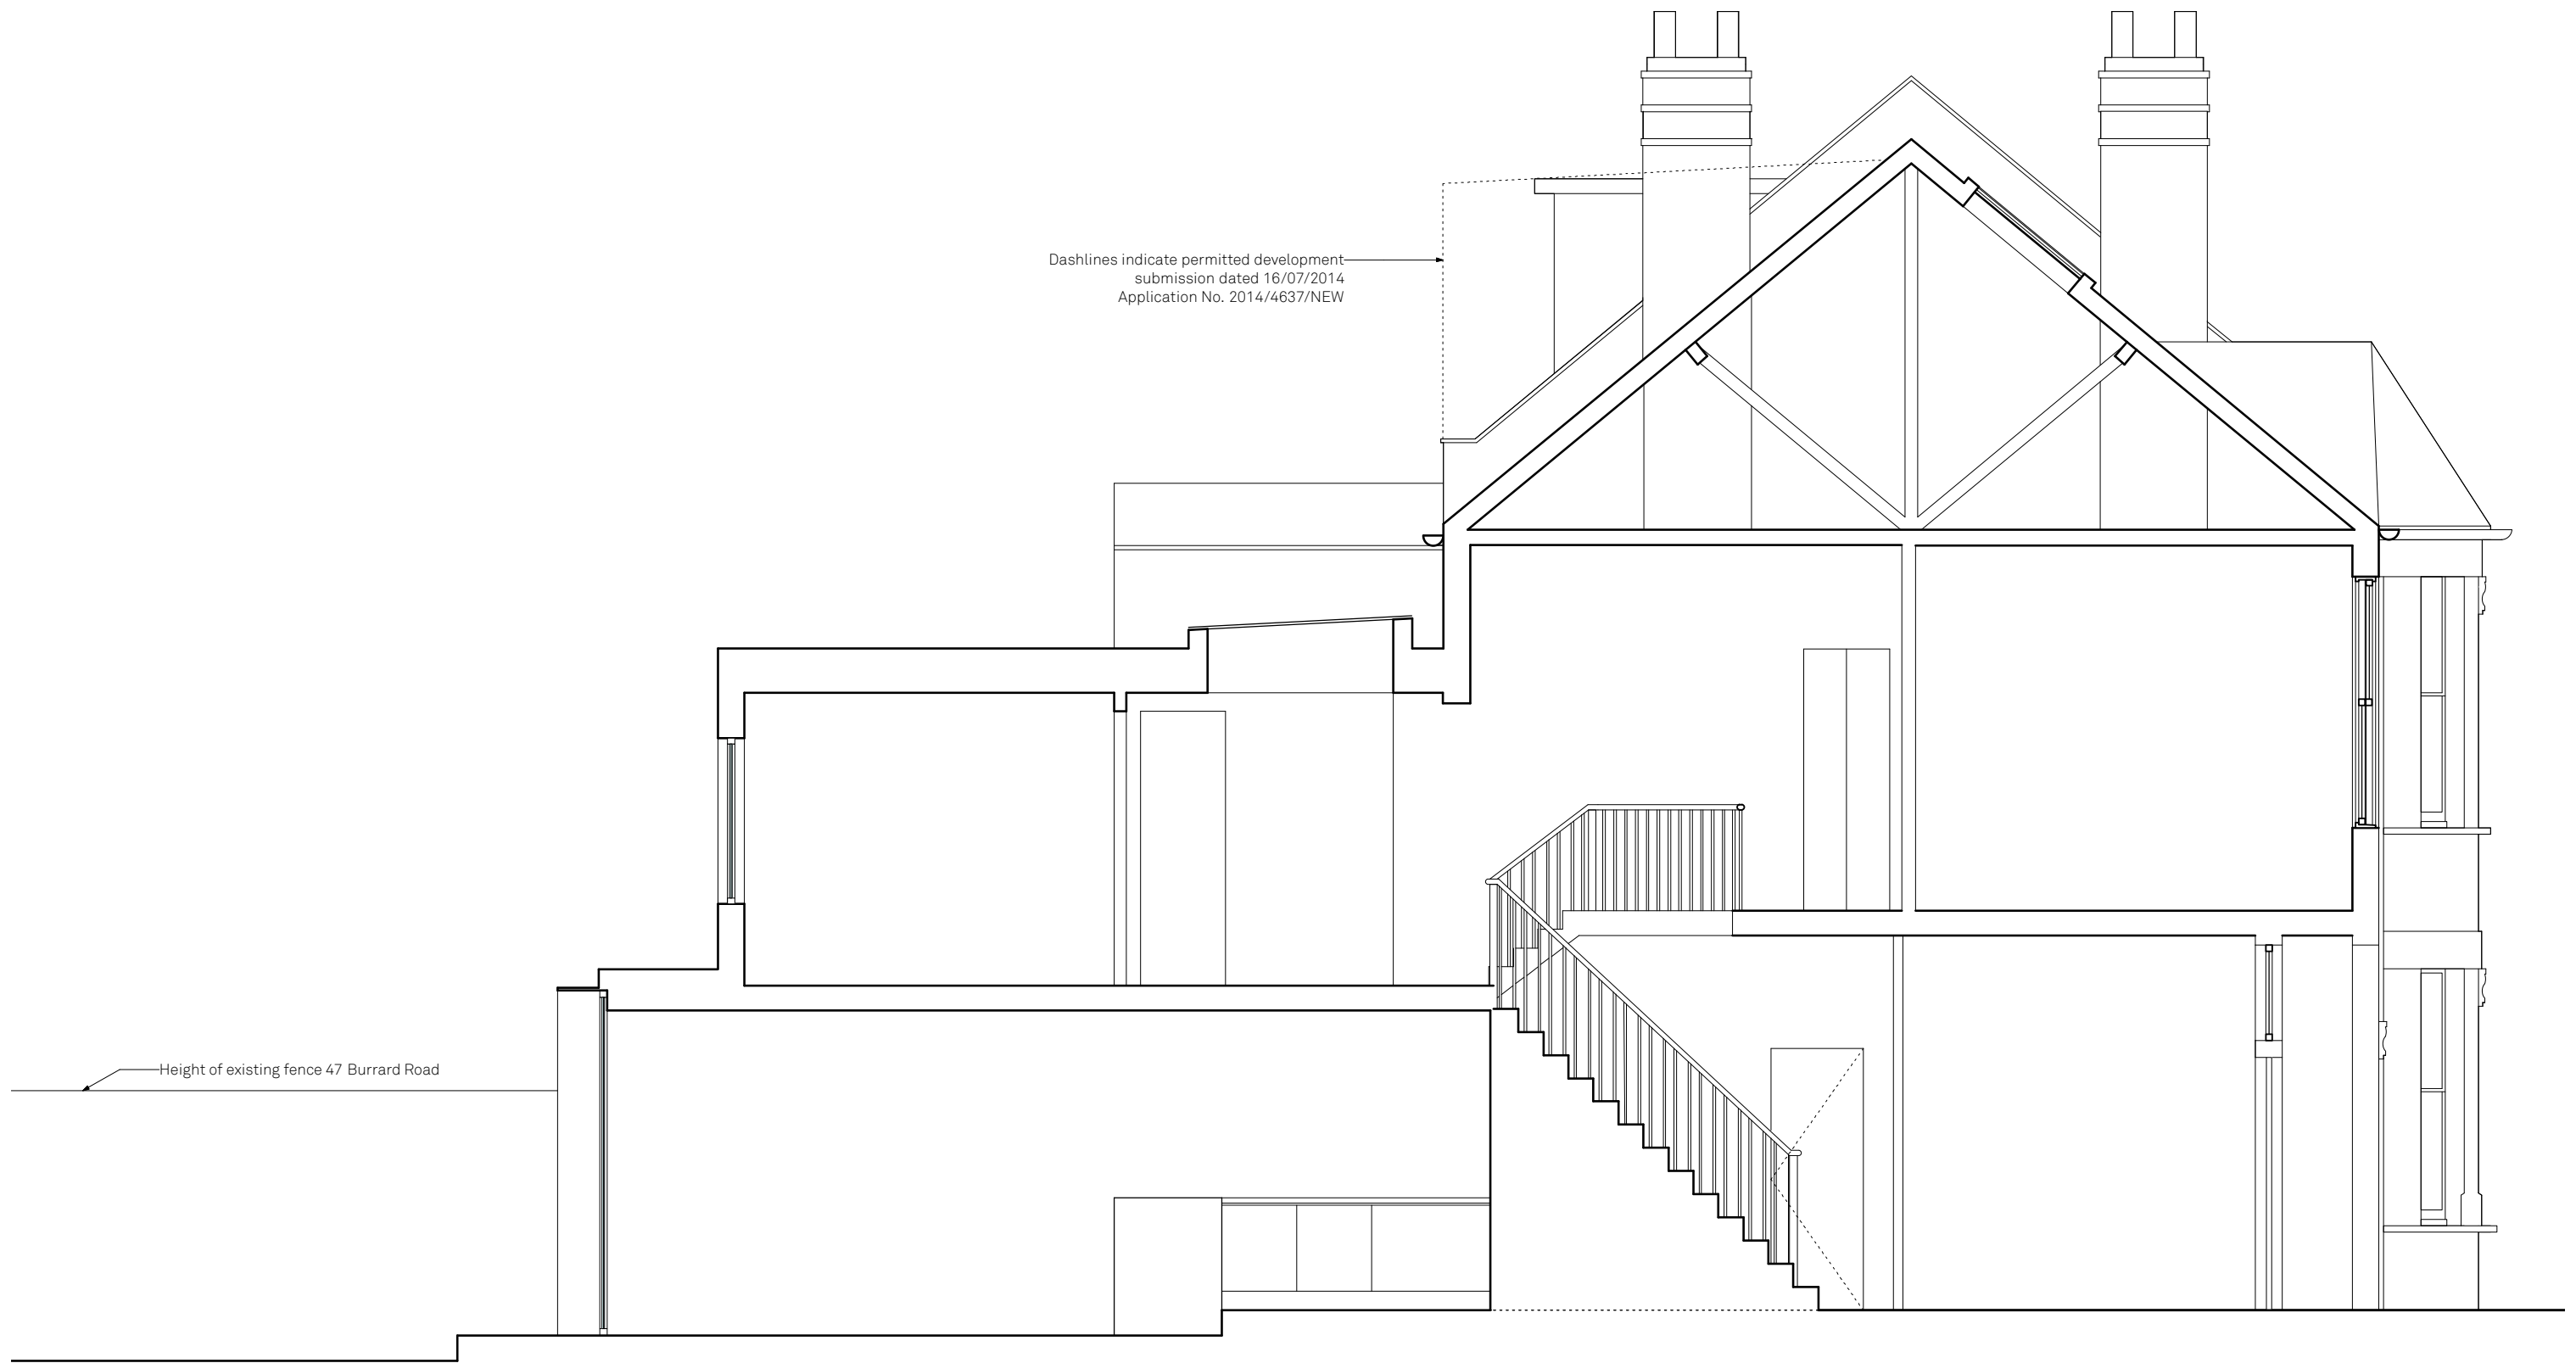 Dashlines indicate permitted development
submission dated 16/07/2014
Application No. 2014/4637/NEW
Height of existing fence 47 Burrard Road